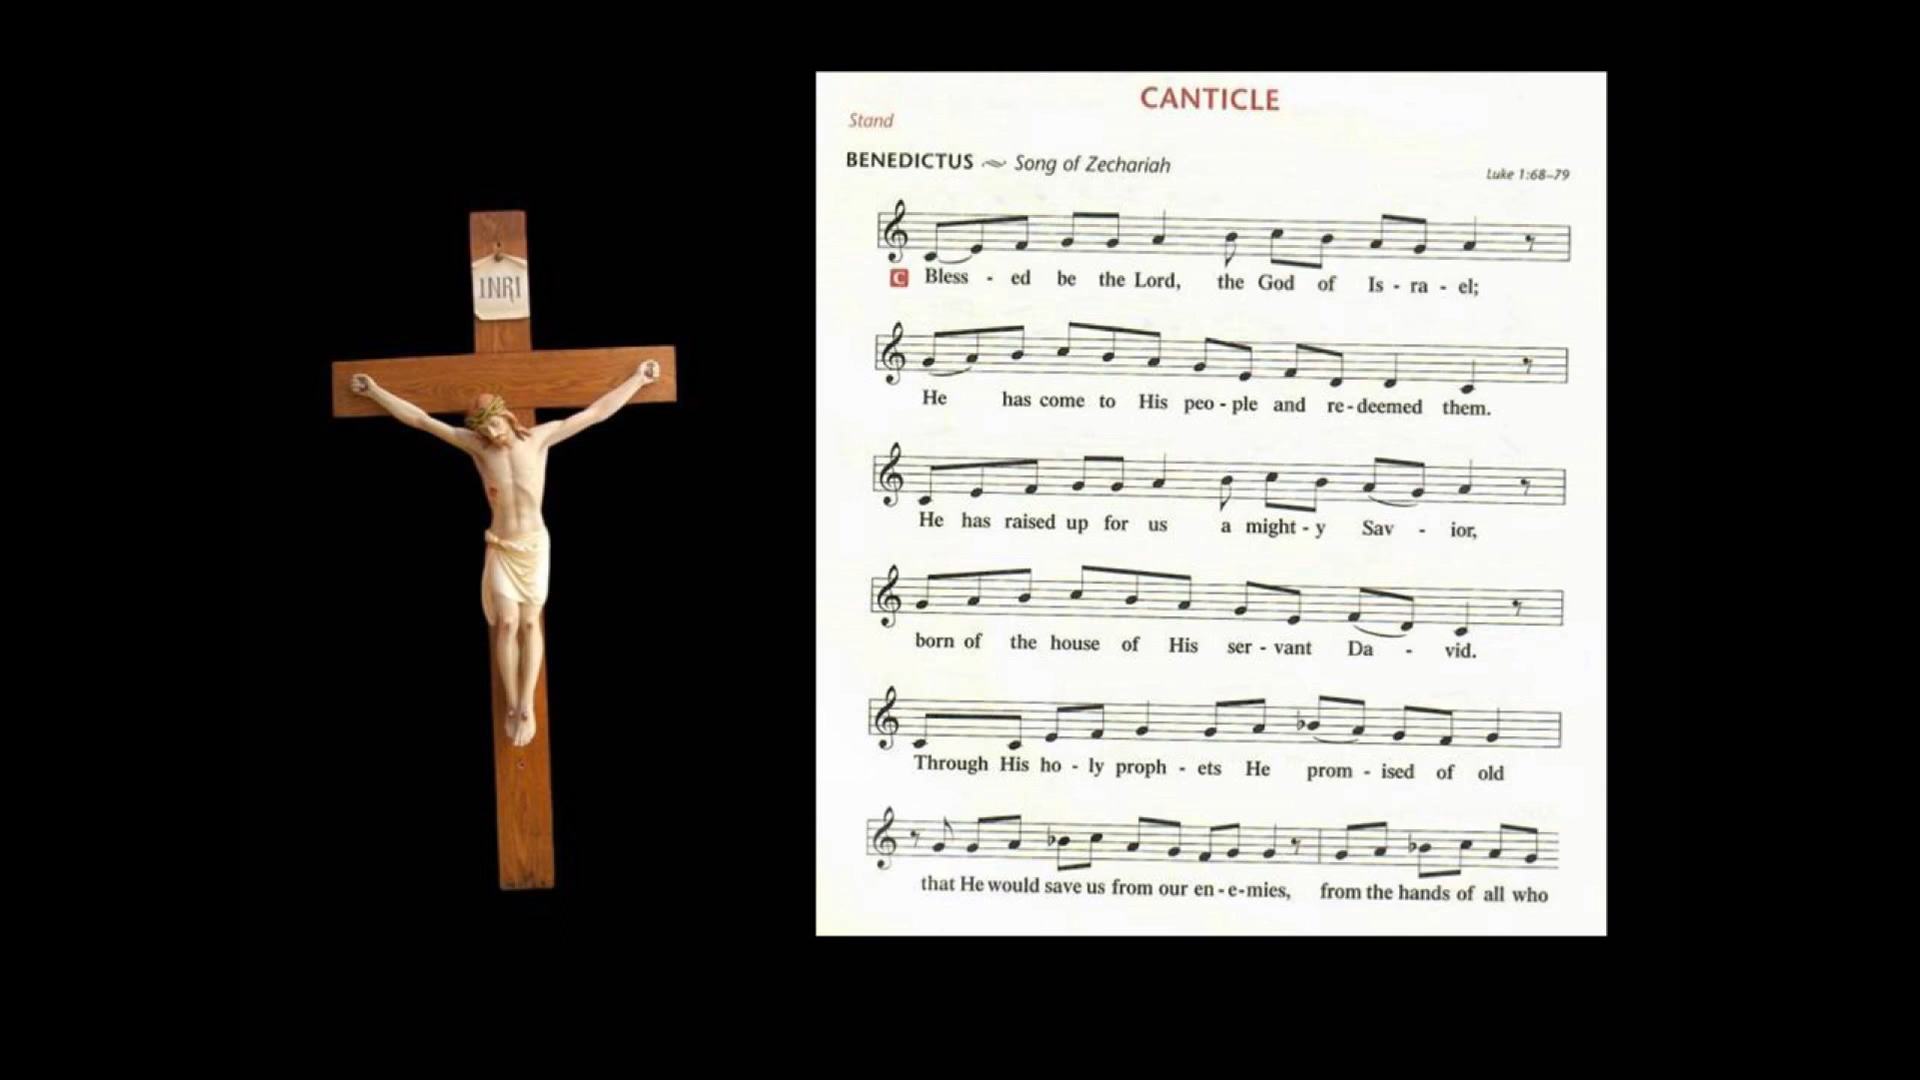 INRI
CANTICLE
Stand
BENEDICTUS ~ Song of Zechariah
Luke 1:68–79
C Bless - ed be the Lord, the God of Is - ra - el;
He has come to His peo - ple and re - deemed them.
He has raised up for us a might - y Sav - ior,
born of the house of His ser - vant Da - vid.
Through His ho - ly proph - ets He prom - ised of old
that He would save us from our en - e - mies, from the hands of all who